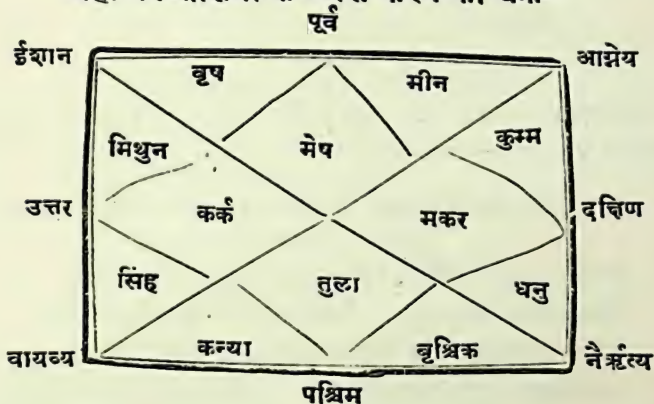 पूर्व
ईशान आग्नेय
वृष मीन
मिथुन मेष कुम्भ
उत्तर कर्क मकर दक्षिण
सिंह तुला धनु
वायव्य कन्या वृश्चिक नैर्ऋत्य
पश्चिम